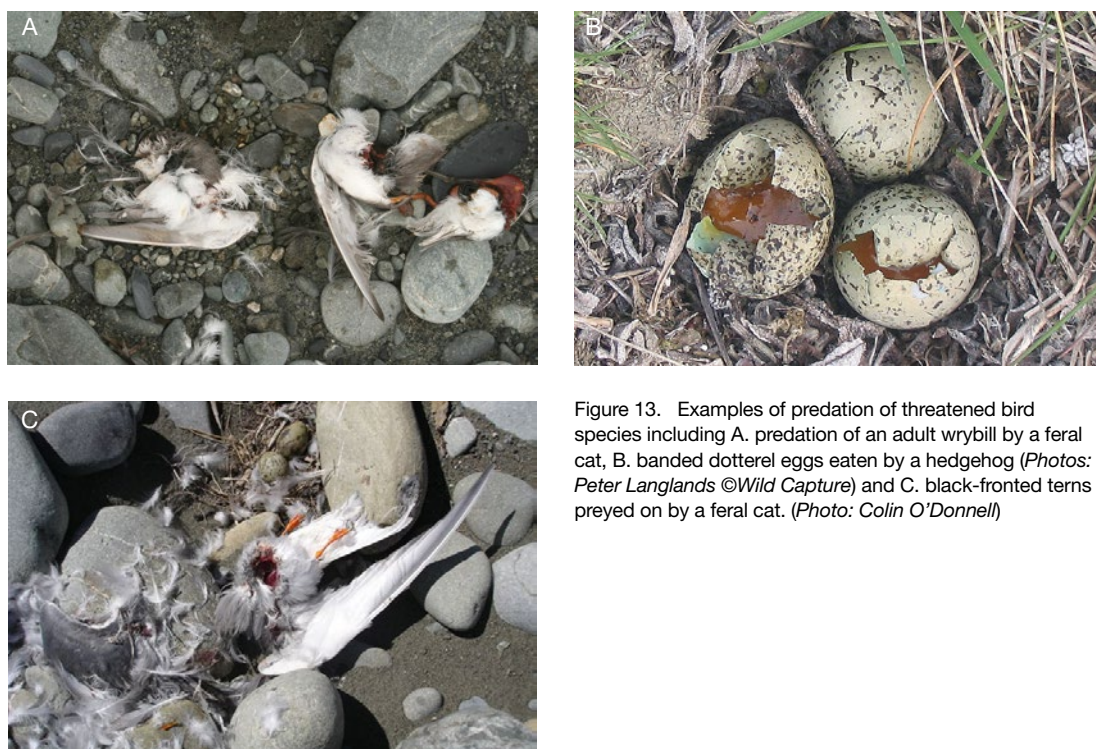 A
B
C
Figure 13. Examples of predation of threatened bird
species including A. predation of an adult wrybill by a feral
cat, B. banded dotterel eggs eaten by a hedgehog (Photos:
Peter Langlands ©Wild Capture) and C. black-fronted terns
preyed on by a feral cat. (Photo: Colin O’Donnell)